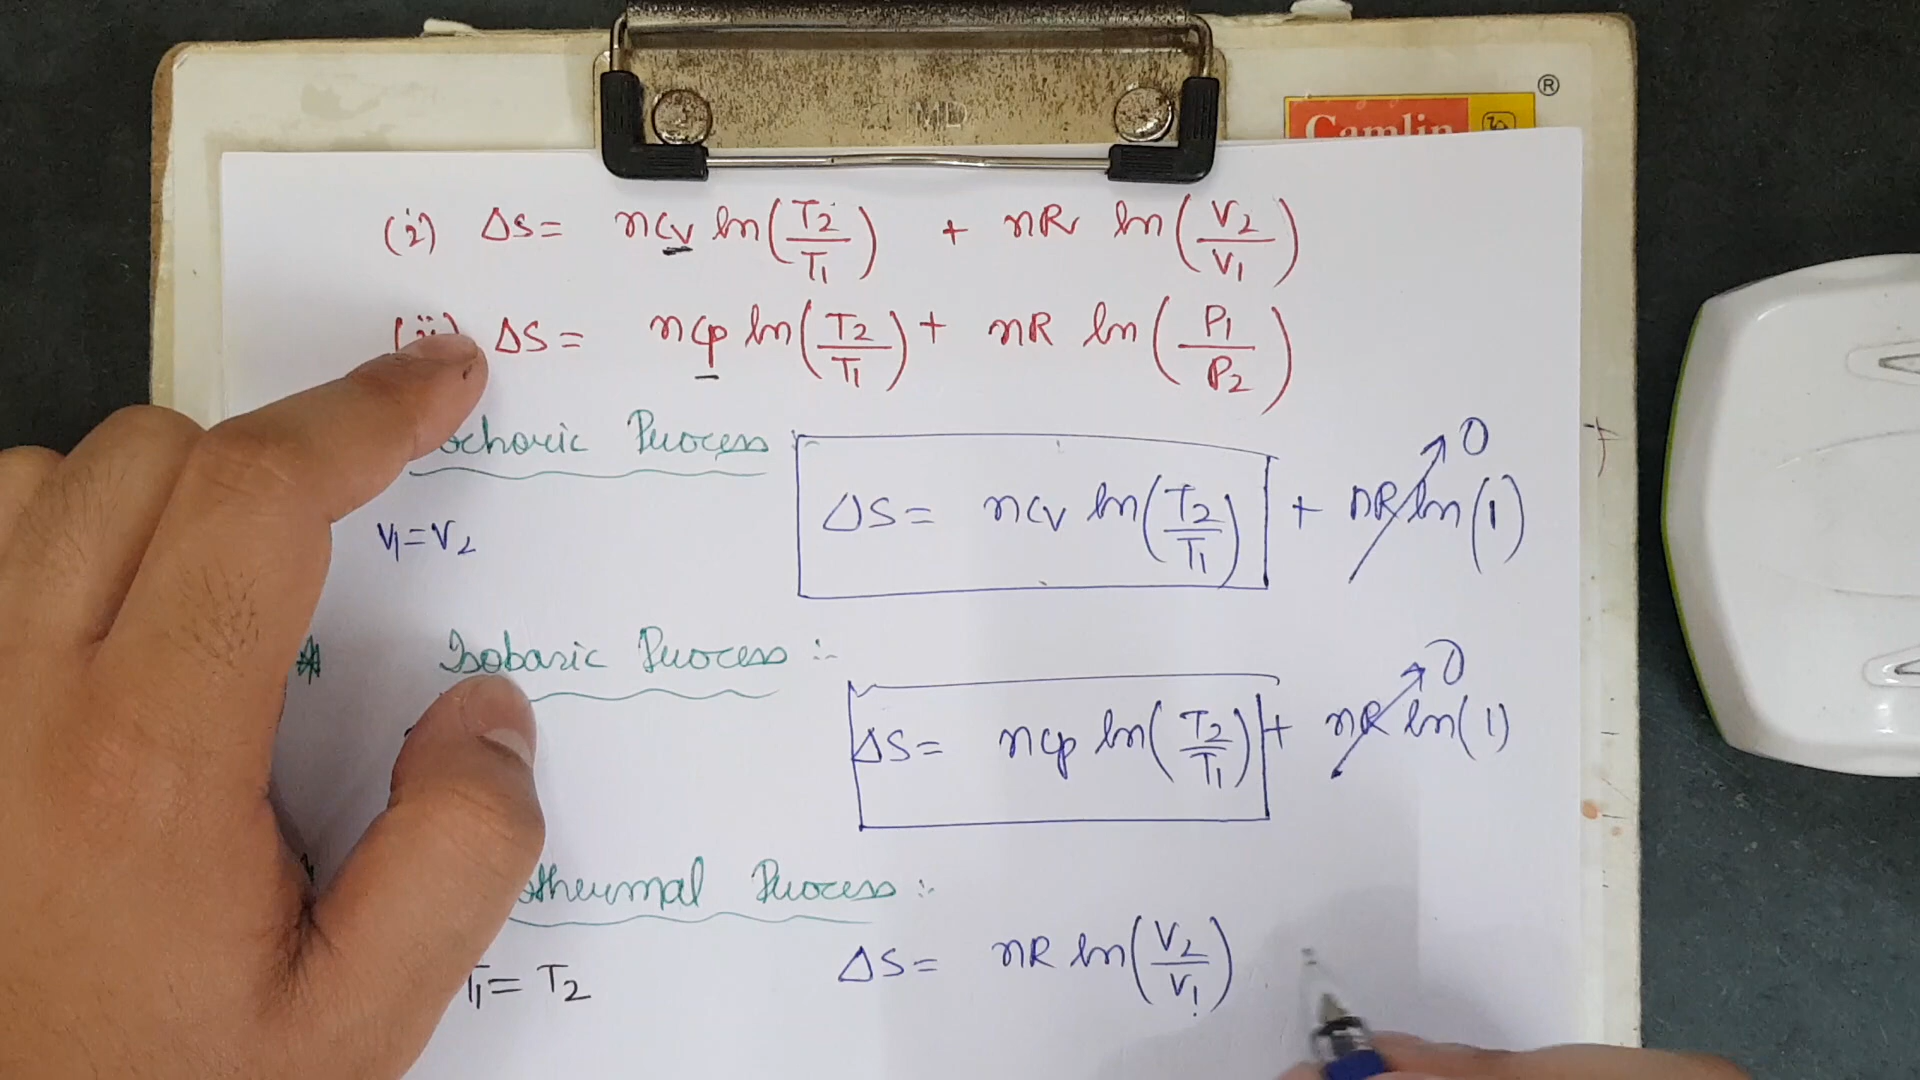 MD
®
Camlin
(i) ΔS = nCv ln(T2/T1) + nR ln(V2/V1)
(ii) ΔS = nCp ln(T2/T1) + nR ln(P1/P2)
ochoric Process
ΔS = nCv ln(T2/T1) + nR ln(1) 0
V1 = V2
Isobaric Process :-
ΔS = nCp ln(T2/T1) + nR ln(1) 0
othermal Process :-
T1 = T2
ΔS = nR ln(V2/V1)